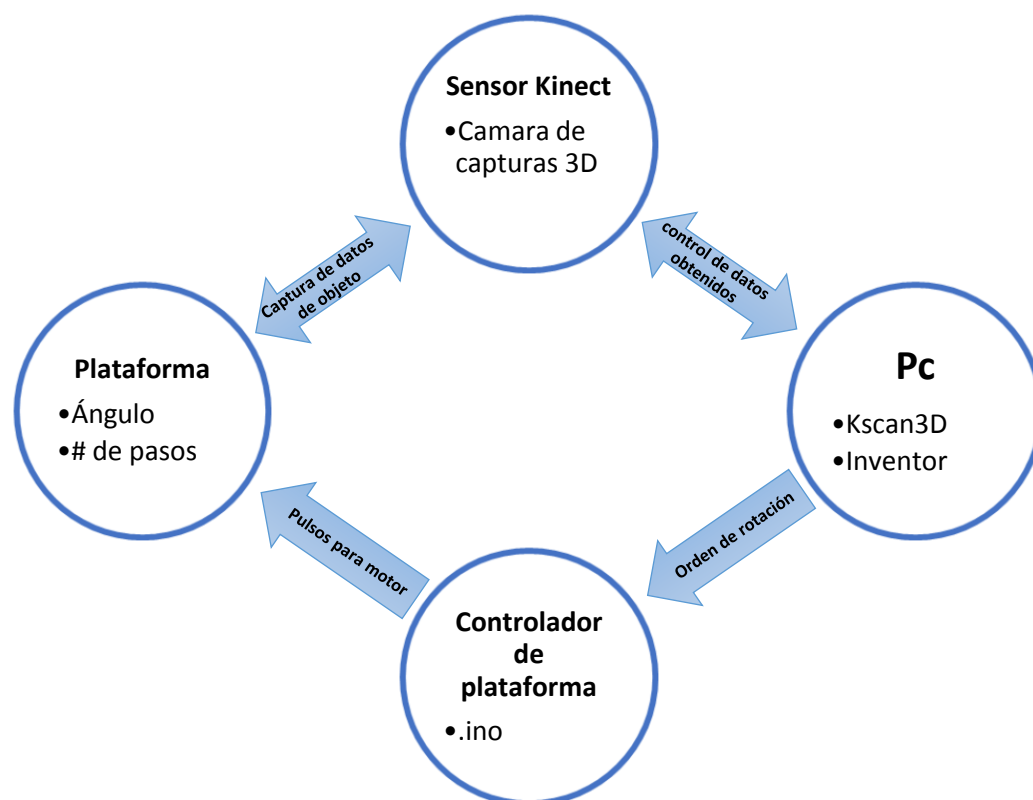 Sensor Kinect
•Camara de
capturas 3D
Captura de datos
de objeto
control de datos
obtenidos
Plataforma
•Ángulo
•# de pasos
Pc
•Kscan3D
•Inventor
Pulsos para motor
Orden de rotación
Controlador
de
plataforma
•.ino